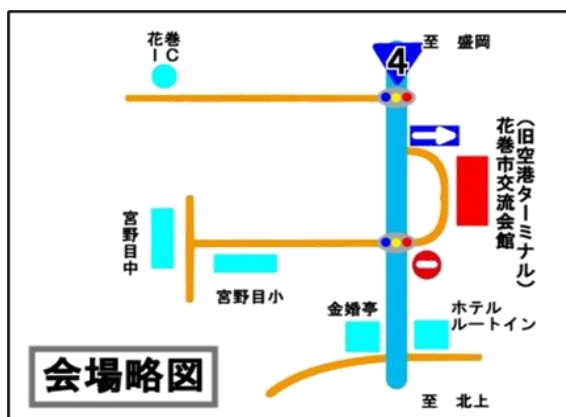 花巻
IC
4
至 盛岡
(旧空港ターミナル)
花巻市交流会館
宮野目中
宮野目小
金婚亭
ホテル
ルートイン
会場略図
至 北上